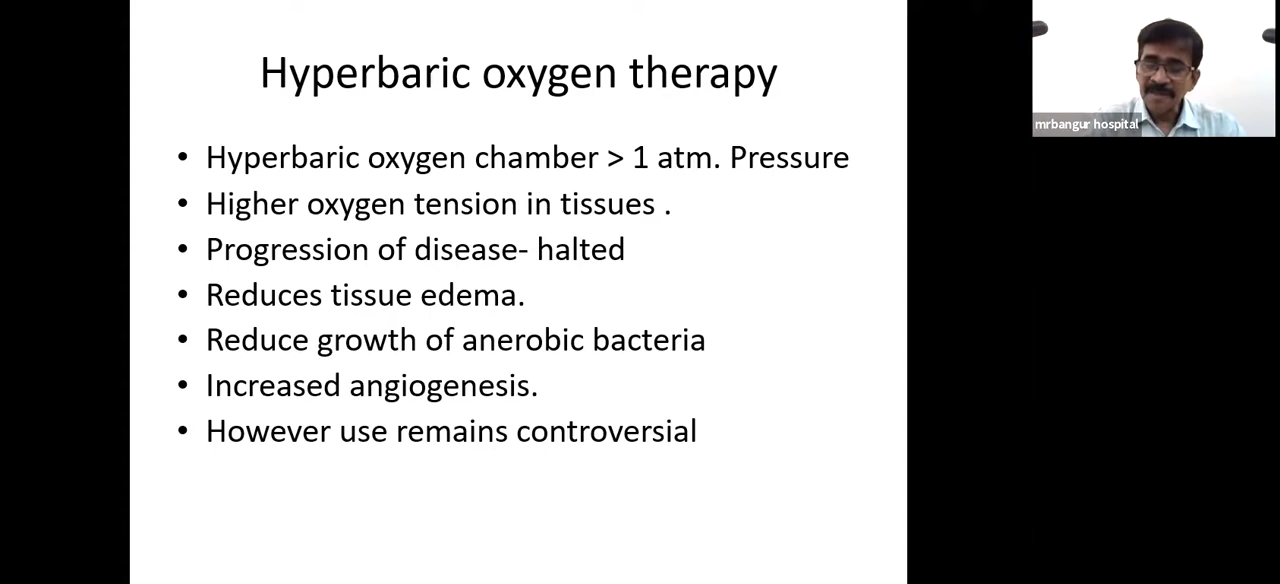 Hyperbaric oxygen therapy
• Hyperbaric oxygen chamber > 1 atm. Pressure
• Higher oxygen tension in tissues .
• Progression of disease- halted
• Reduces tissue edema.
• Reduce growth of anerobic bacteria
• Increased angiogenesis.
• However use remains controversial
mrbangur hospital